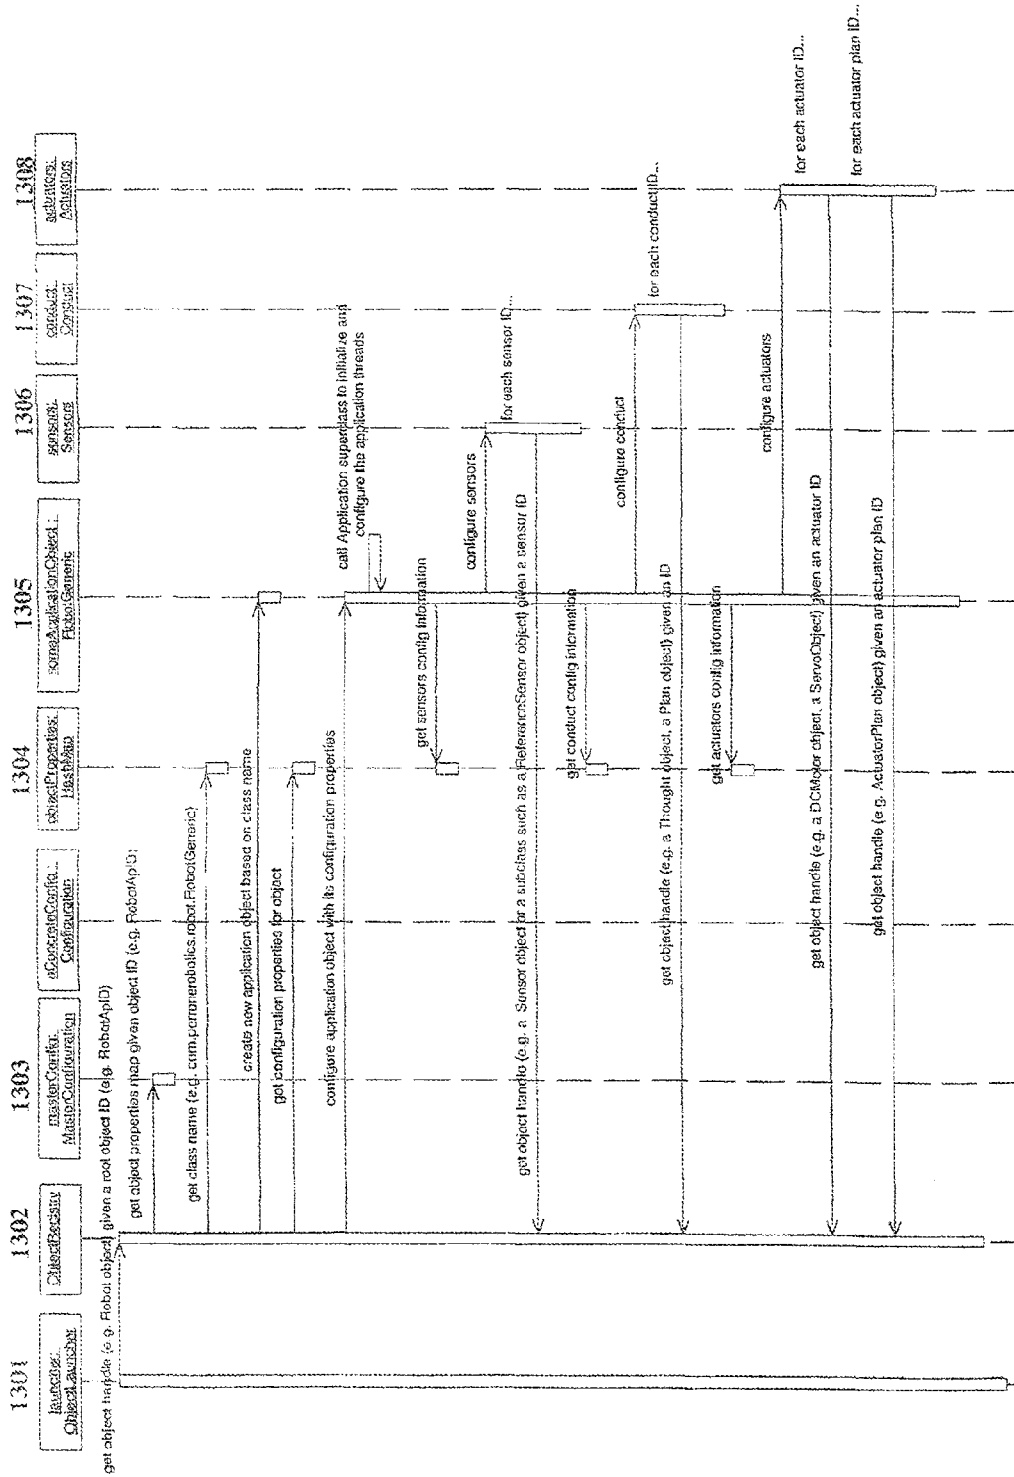 1301
launcher:
ObjectLauncher
1302
ObjectRegistry
1303
masterConfig:
MasterConfiguration
aConcreteConfig:
Configuration
1304
objectProperties:
HashMap
1305
someApplicationObject :
RobotGeneric
1306
sensors:
Sensors
1307
conduct:
Conduct
1308
actuators:
Actuators
get object handle (e.g. Robot object) given a root object ID (e.g. RobotApID)
get object properties map given object ID (e.g. RobotApID)
get class name (e.g. com.perronerobotics.robot.RobotGeneric)
create new application object based on class name
get configuration properties for object
configure application object with its configuration properties
call Application superclass to initialize and
configure the application threads
get sensors config information
configure sensors
for each sensor ID...
get object handle (e.g. a Sensor object or a subclass such as a ReferenceSensor object) given a sensor ID
get conduct config information
configure conduct
for each conduct ID...
get object handle (e.g. a Thought object, a Plan object) given an ID
get actuators config information
configure actuators
for each actuator ID...
get object handle (e.g. a DCMotor object, a ServoObject) given an actuator ID
for each actuator plan ID...
get object handle (e.g. ActuatorPlan object) given an actuator plan ID